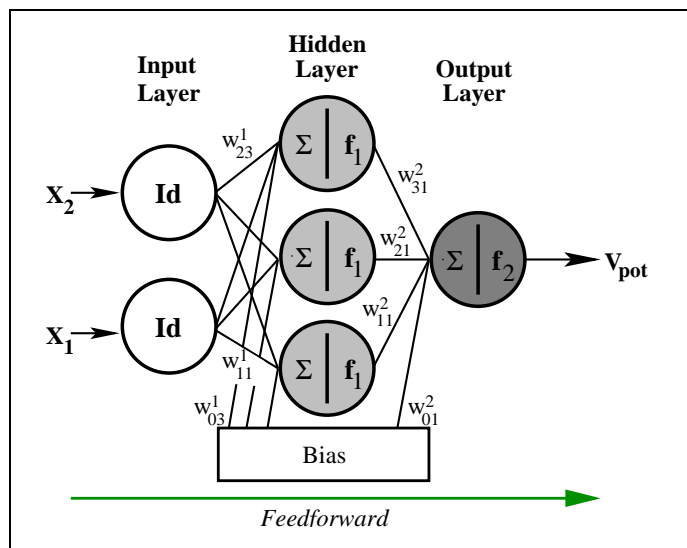 Input
Layer
Hidden
Layer
Output
Layer
X₂
Id
w¹₂₃
Σ f₁
w²₃₁
X₁
Id
w¹₁₁
Σ f₁
w²₂₁
Σ f₂
V_pot
Σ f₁
w²₁₁
w¹₀₃
w²₀₁
Bias
Feedforward